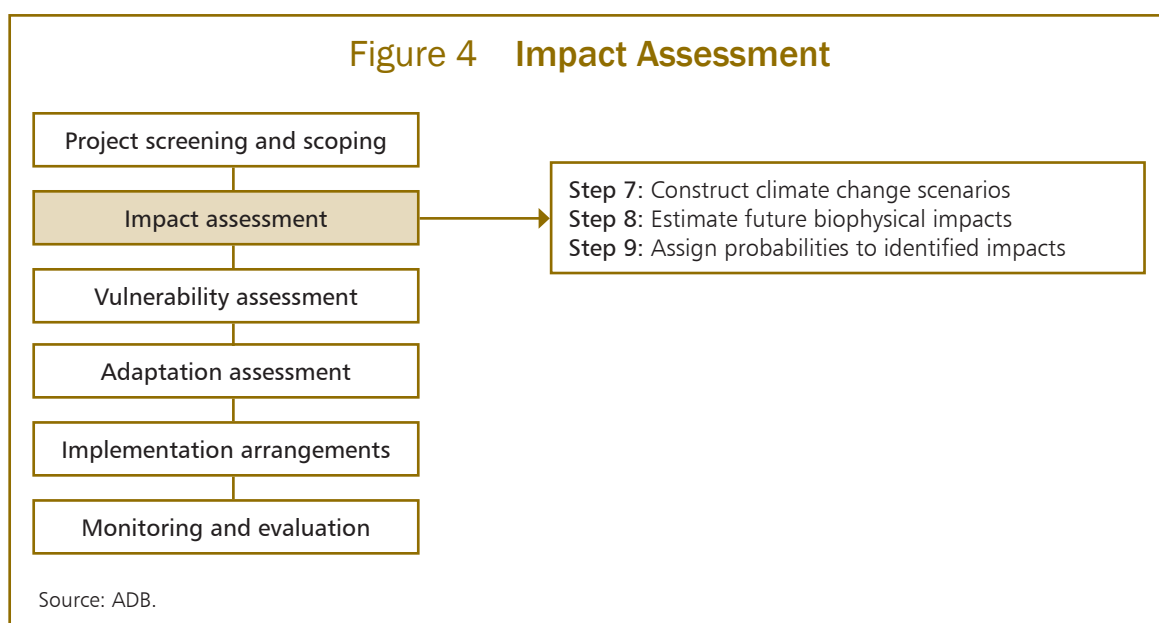 Figure 4 Impact Assessment
Project screening and scoping
Impact assessment
Step 7: Construct climate change scenarios
Step 8: Estimate future biophysical impacts
Step 9: Assign probabilities to identified impacts
Vulnerability assessment
Adaptation assessment
Implementation arrangements
Monitoring and evaluation
Source: ADB.